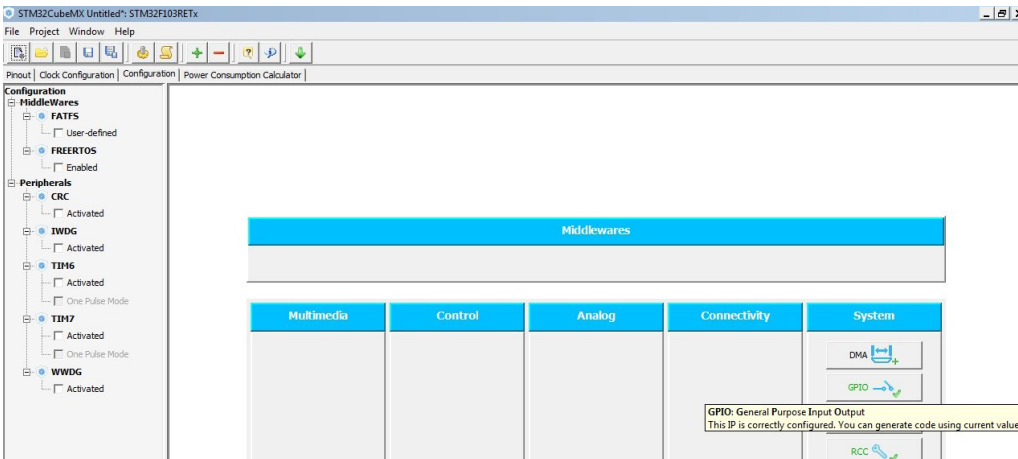 STM32CubeMX Untitled*: STM32F103RETx
File Project Window Help
Pinout Clock Configuration Configuration Power Consumption Calculator
Configuration
MiddleWares
FATFS
User-defined
FREERTOS
Enabled
Peripherals
CRC
Activated
IWDG
Activated
TIM6
Activated
One Pulse Mode
TIM7
Activated
One Pulse Mode
WWDG
Activated
Middlewares
Multimedia Control Analog Connectivity System
DMA
GPIO
GPIO: General Purpose Input Output
This IP is correctly configured. You can generate code using current value
RCC